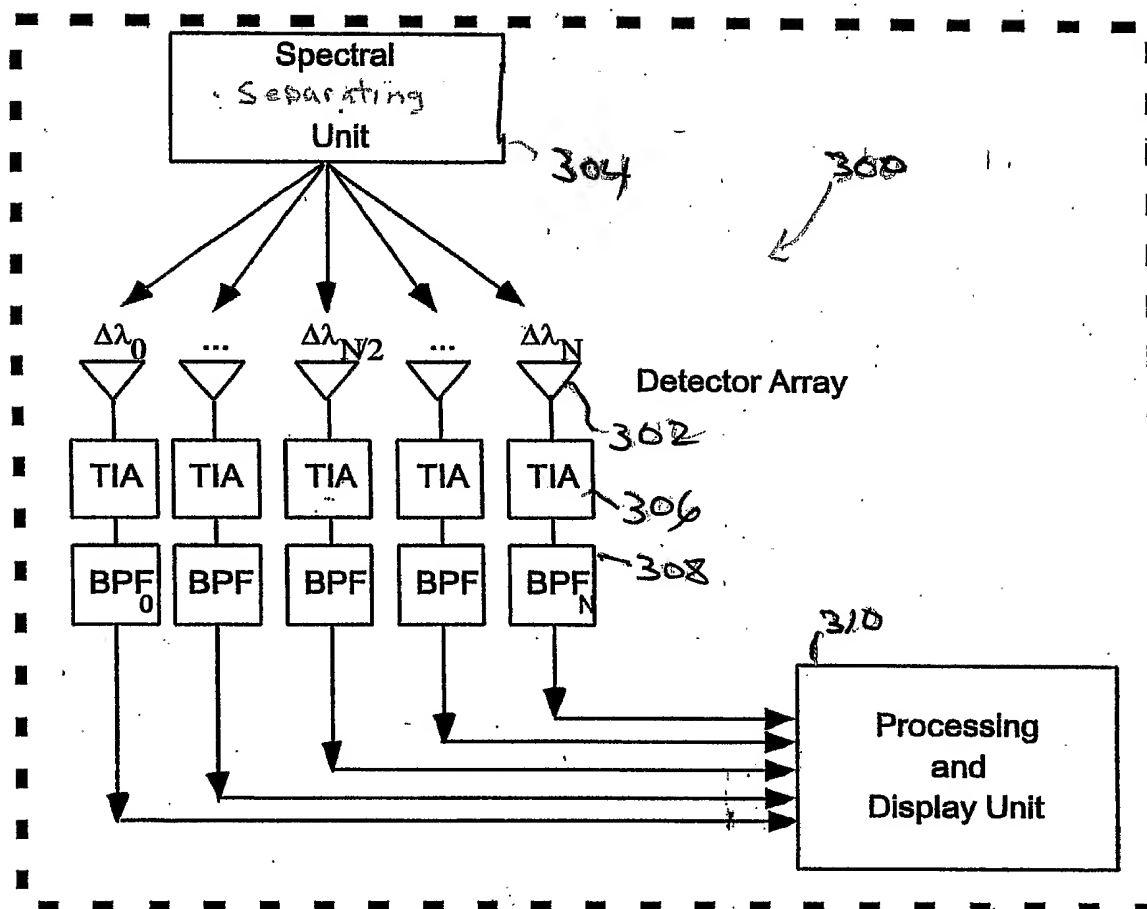 Spectral
Separating
Unit
304
300
Δλ0 ... ΔλN/2 ... ΔλN
Detector Array
302
TIA TIA TIA TIA TIA
306
BPF0 BPF BPF BPF BPFN
308
310
Processing
and
Display Unit